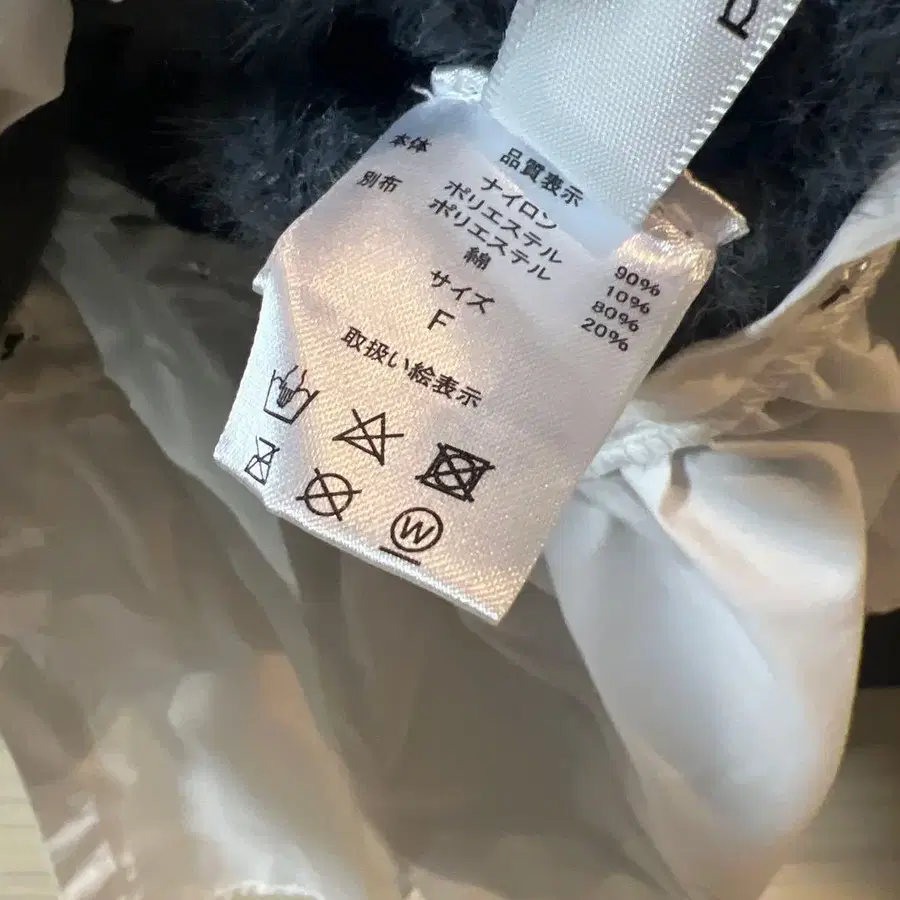 品質表示
本体 ナイロン 90%
ポリエステル 10%
別布 ポリエステル 80%
綿 20%
サイズ
F
取扱い絵表示
W